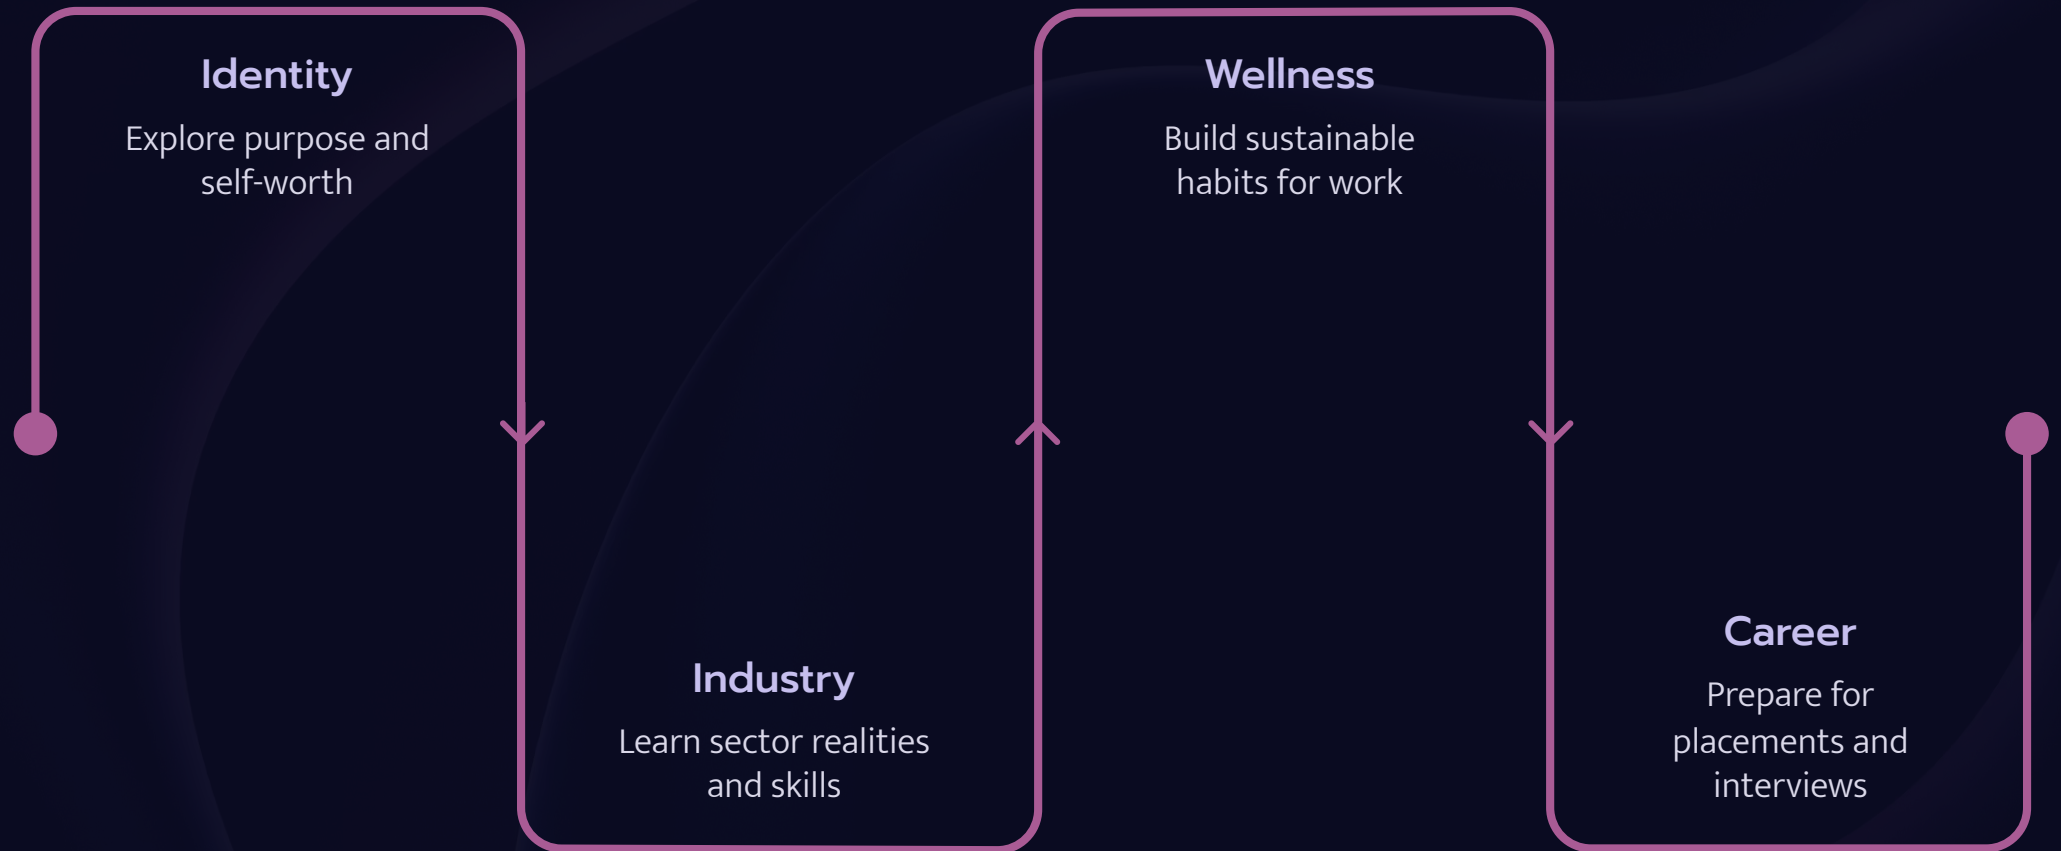 Identity
Explore purpose and
self-worth
Industry
Learn sector realities
and skills
Wellness
Build sustainable
habits for work
Career
Prepare for
placements and
interviews